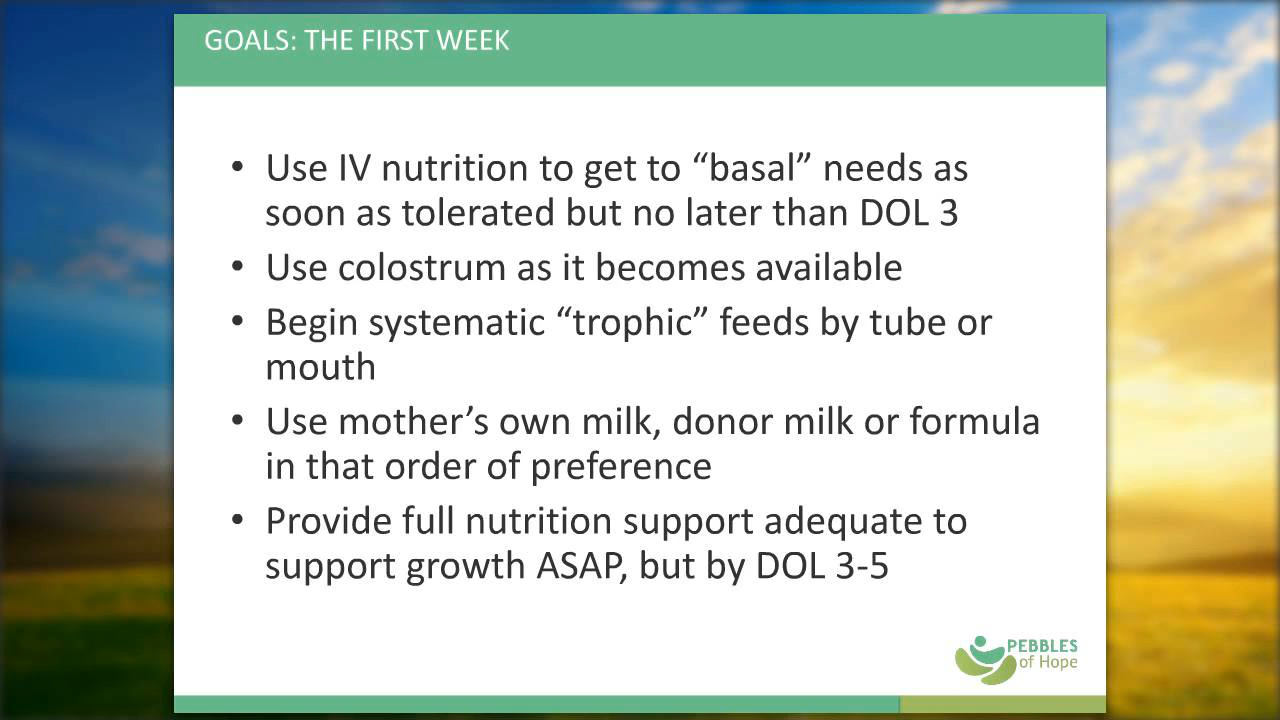 GOALS: THE FIRST WEEK
• Use IV nutrition to get to “basal” needs as
soon as tolerated but no later than DOL 3
• Use colostrum as it becomes available
• Begin systematic “trophic” feeds by tube or
mouth
• Use mother’s own milk, donor milk or formula
in that order of preference
• Provide full nutrition support adequate to
support growth ASAP, but by DOL 3-5
PEBBLES
of Hope